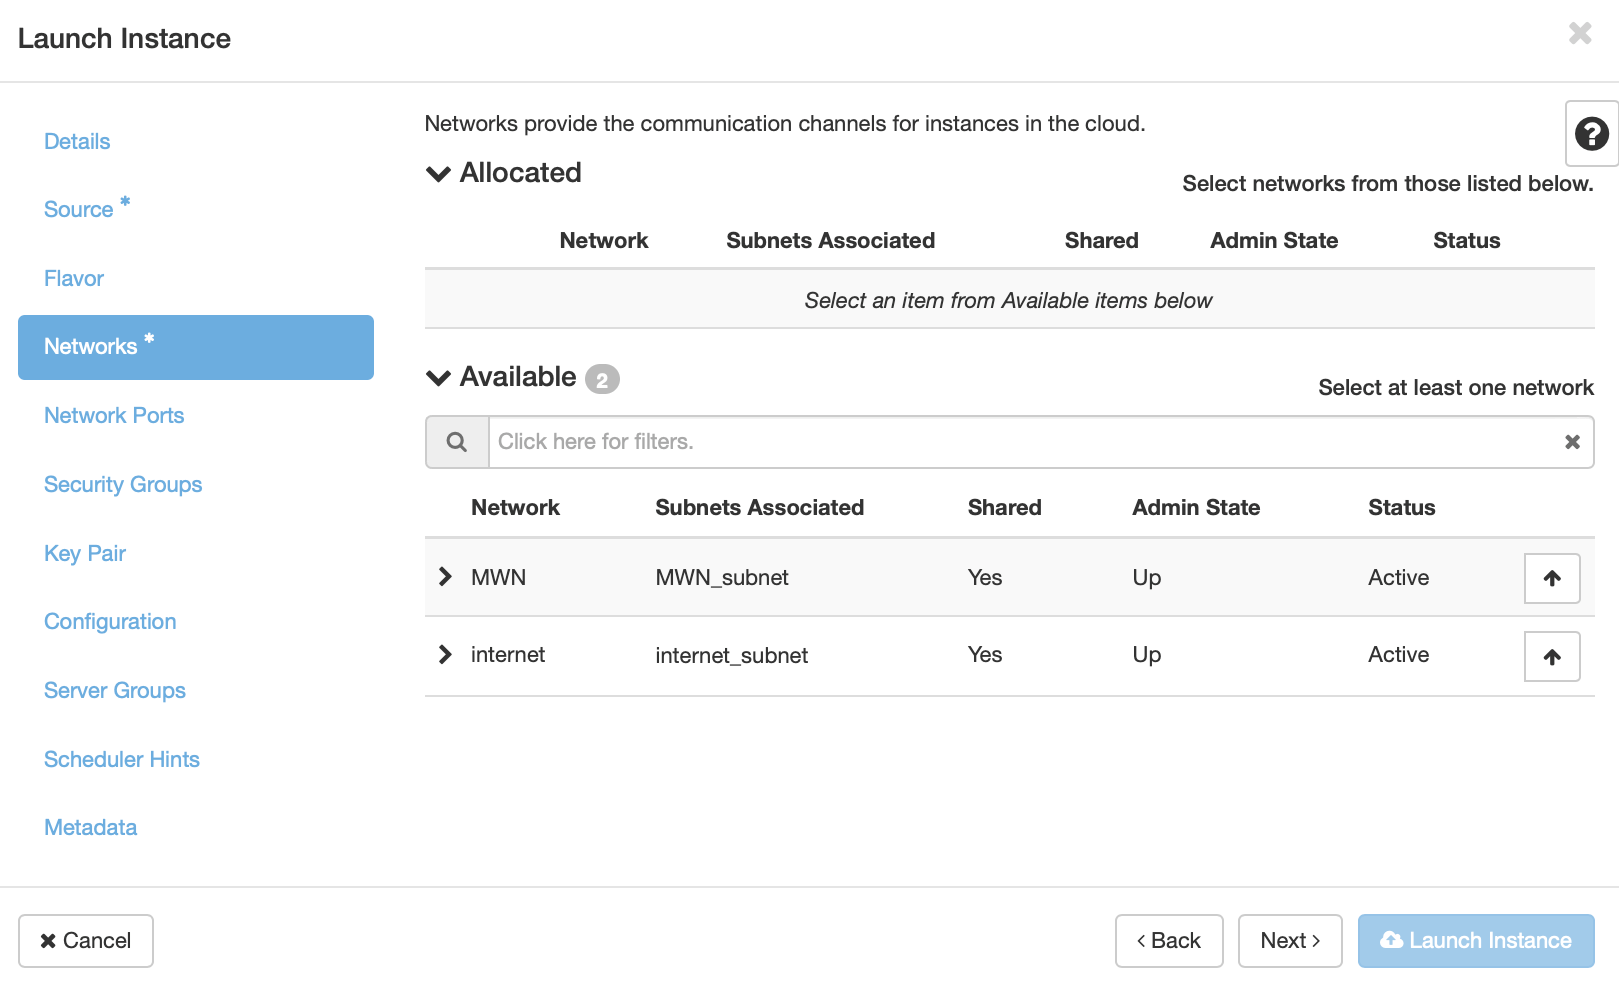 Launch Instance
Details
Source *
Flavor
Networks *
Network Ports
Security Groups
Key Pair
Configuration
Server Groups
Scheduler Hints
Metadata
Networks provide the communication channels for instances in the cloud.
Allocated
Select networks from those listed below.
Network Subnets Associated Shared Admin State Status
Select an item from Available items below
Available 2
Select at least one network
Click here for filters.
Network Subnets Associated Shared Admin State Status
MWN MWN_subnet Yes Up Active
internet internet_subnet Yes Up Active
Cancel
‹ Back
Next ›
Launch Instance